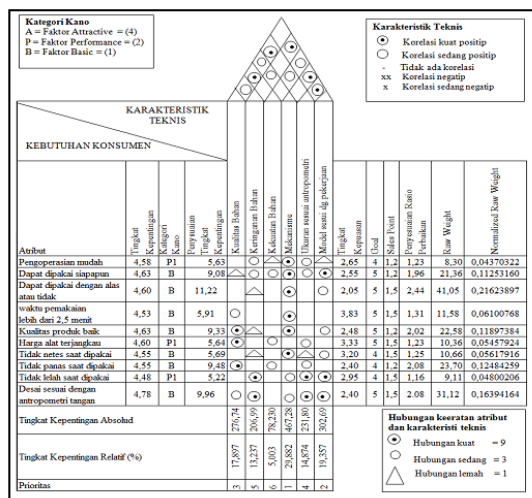 Kategori Kano
A = Faktor Attractive = (4)
P = Faktor Performance = (2)
B = Faktor Basic = (1)
Karakteristik Teknis
Korelasi kuat positip
Korelasi sedang positip
- Tidak ada korelasi
xx Korelasi negatip
x Korelasi sedang negatip
KARAKTERISTIK TEKNIS
KEBUTUHAN KONSUMEN
Atribut
Tingkat Kepentingan
Kategori Kano
Penyesuaian Tingkat Kepentingan
Kualitas Bahan
Keringanan Bahan
Kekuatan Bahan
Mekanisme
Ukuran sesuai antropometri
Model sesui dg pekerjaan
Tingkat Kepuasan
Goal
Sales Point
Penyesuaian Rasio Perbaikan
Raw Weight
Normalized Raw Weight
Pengoperasian mudah 4,58 P1 5,63 2,65 4 1,2 1,23 8,30 0,04370322
Dapat dipakai siapapun 4,63 B 9,08 2,55 5 1,2 1,96 21,36 0,11253160
Dapat dipakai dengan alas atau tidak 4,60 B 11,22 2,05 5 1,5 2,44 41,05 0,21623897
waktu pemakaian lebih dari 2,5 menit 4,53 B 5,91 3,83 5 1,5 1,31 11,58 0,06100768
Kualitas produk baik 4,63 B 9,33 2,48 5 1,2 2,02 22,58 0,11897384
Harga alat terjangkau 4,60 P1 5,64 3,33 5 1,5 1,23 10,36 0,05457924
Tidak netes saat dipakai 4,55 B 5,69 3,20 4 1,5 1,25 10,66 0,05617916
Tidak panas saat dipakai 4,55 B 9,48 2,40 4 1,2 2,08 23,70 0,12484259
Tidak lelah saat dipakai 4,48 P1 5,22 2,95 4 1,5 1,16 9,11 0,04800206
Desai sesuai dengan antropometri tangan 4,78 B 9,96 2,40 5 1,5 2.08 31,12 0,16394164
Tingkat Kepentingan Absolud 276,74 206,99 78,230 467,28 231,80 302,69
Tingkat Kepentingan Relatif (%) 17,897 13,237 5,003 29,882 14,874 19,357
Prioritas 3 5 6 1 4 2
Hubungan keeratan atribut dan karakteristi teknis
Hubungan kuat = 9
Hubungan sedang = 3
Hubungan lemah = 1